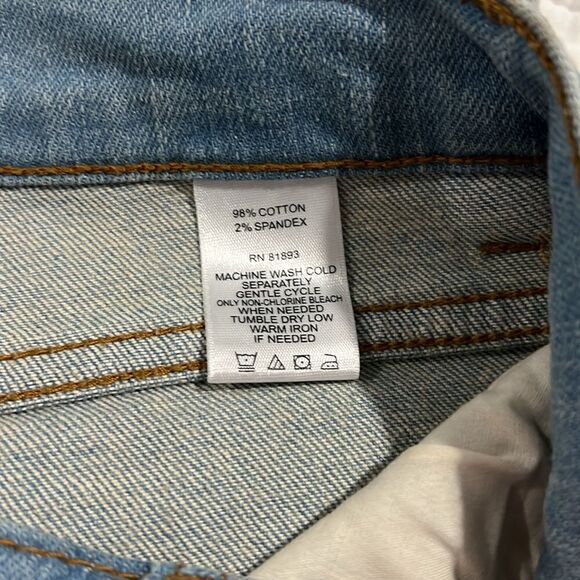 98% COTTON
2% SPANDEX
RN 81893
MACHINE WASH COLD
SEPARATELY
GENTLE CYCLE
ONLY NON-CHLORINE BLEACH
WHEN NEEDED
TUMBLE DRY LOW
WARM IRON
IF NEEDED